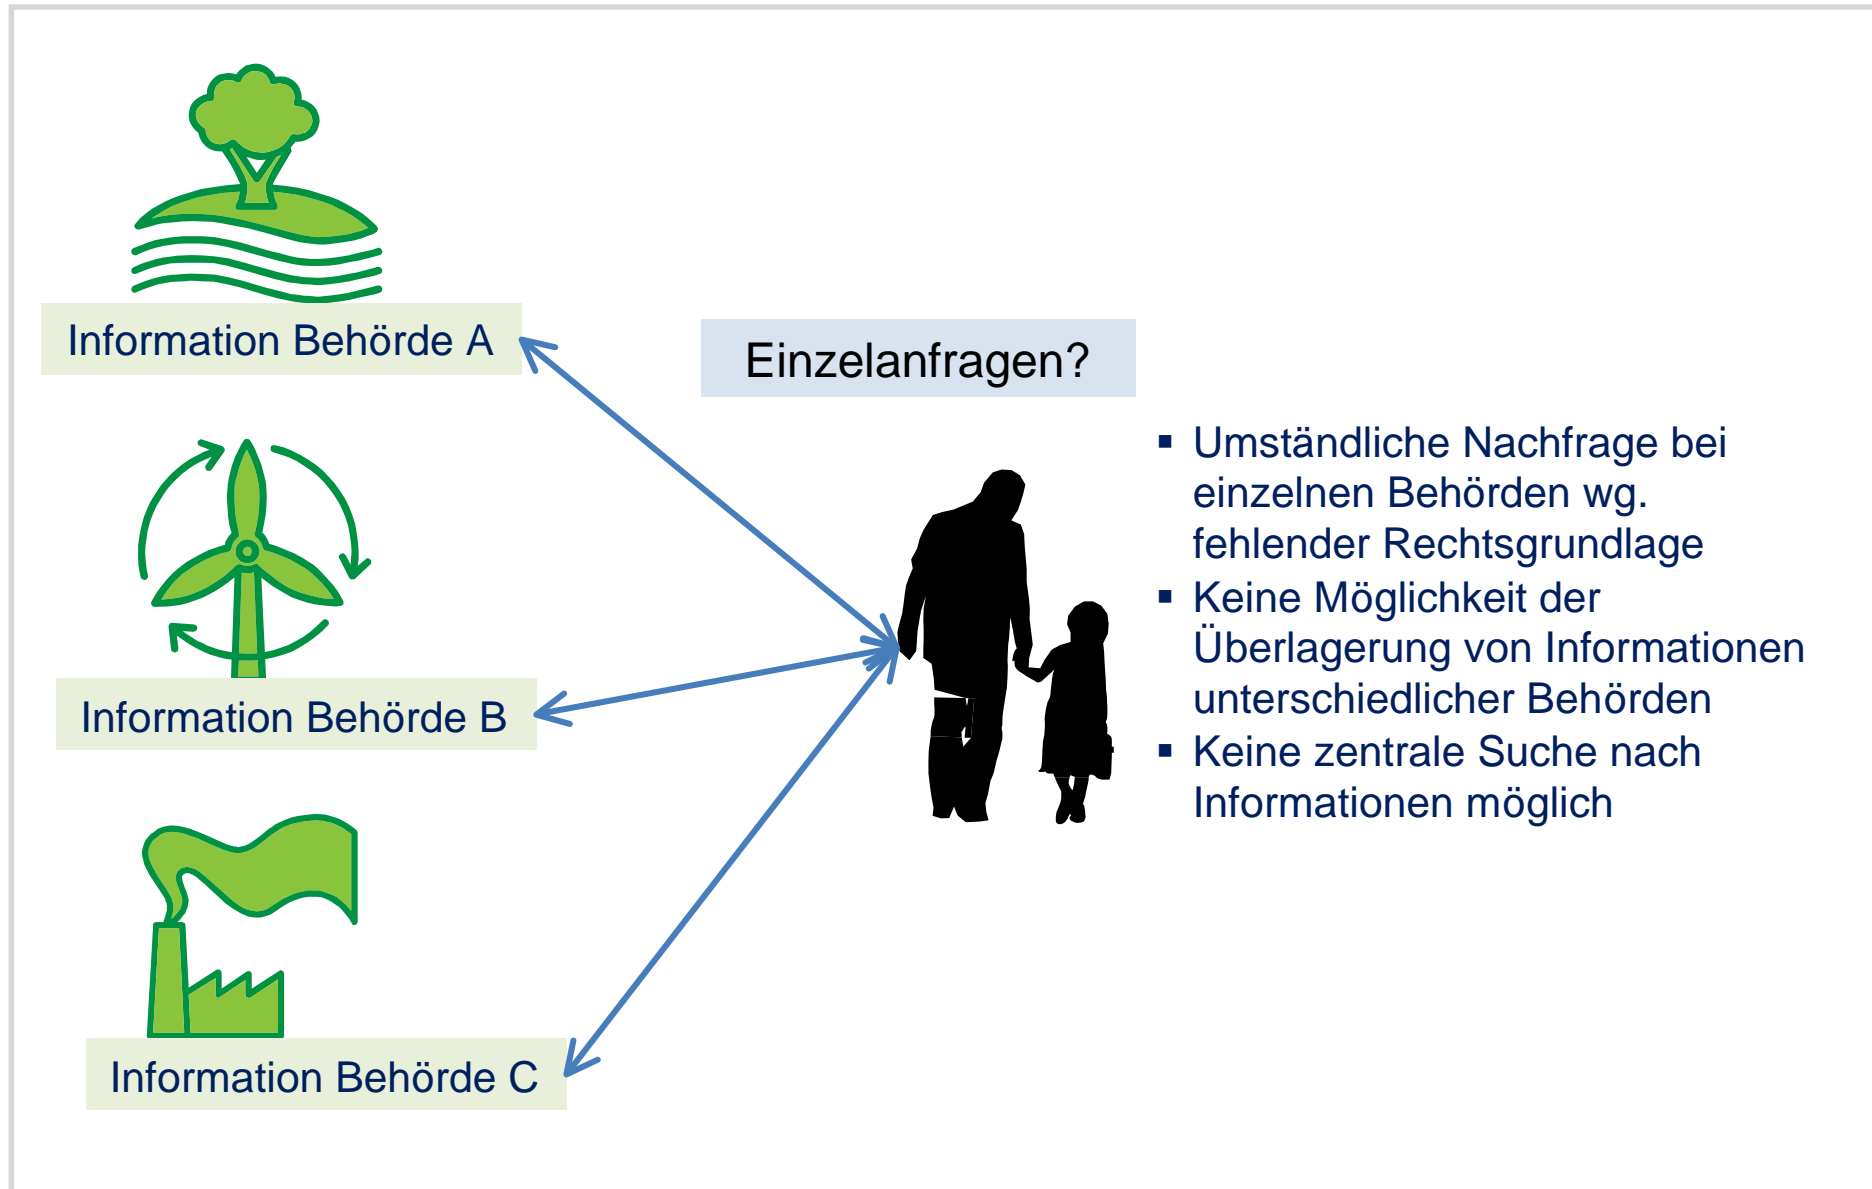 Information Behörde A
Einzelanfragen?
Information Behörde B
Information Behörde C
▪ Umständliche Nachfrage bei
einzelnen Behörden wg.
fehlender Rechtsgrundlage
▪ Keine Möglichkeit der
Überlagerung von Informationen
unterschiedlicher Behörden
▪ Keine zentrale Suche nach
Informationen möglich